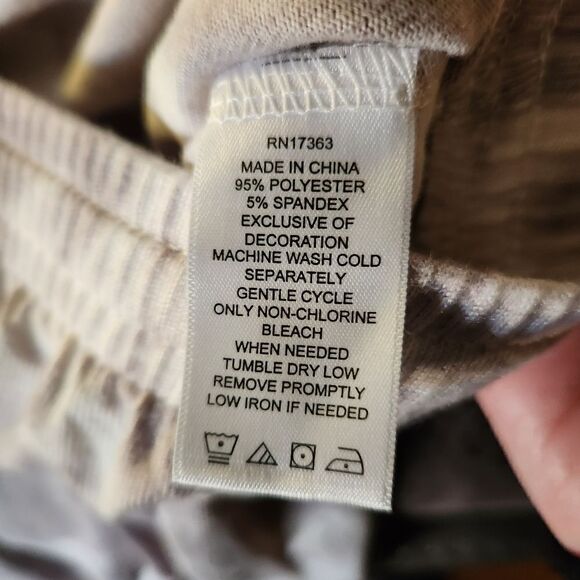 RN17363
MADE IN CHINA
95% POLYESTER
5% SPANDEX
EXCLUSIVE OF
DECORATION
MACHINE WASH COLD
SEPARATELY
GENTLE CYCLE
ONLY NON-CHLORINE
BLEACH
WHEN NEEDED
TUMBLE DRY LOW
REMOVE PROMPTLY
LOW IRON IF NEEDED